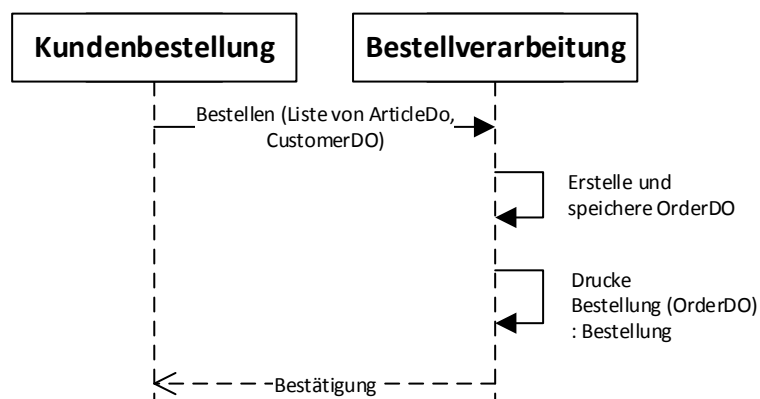 Kundenbestellung
Bestellverarbeitung
Bestellen (Liste von ArticleDo,
CustomerDO)
Erstelle und
speichere OrderDO
Drucke
Bestellung (OrderDO)
: Bestellung
Bestätigung